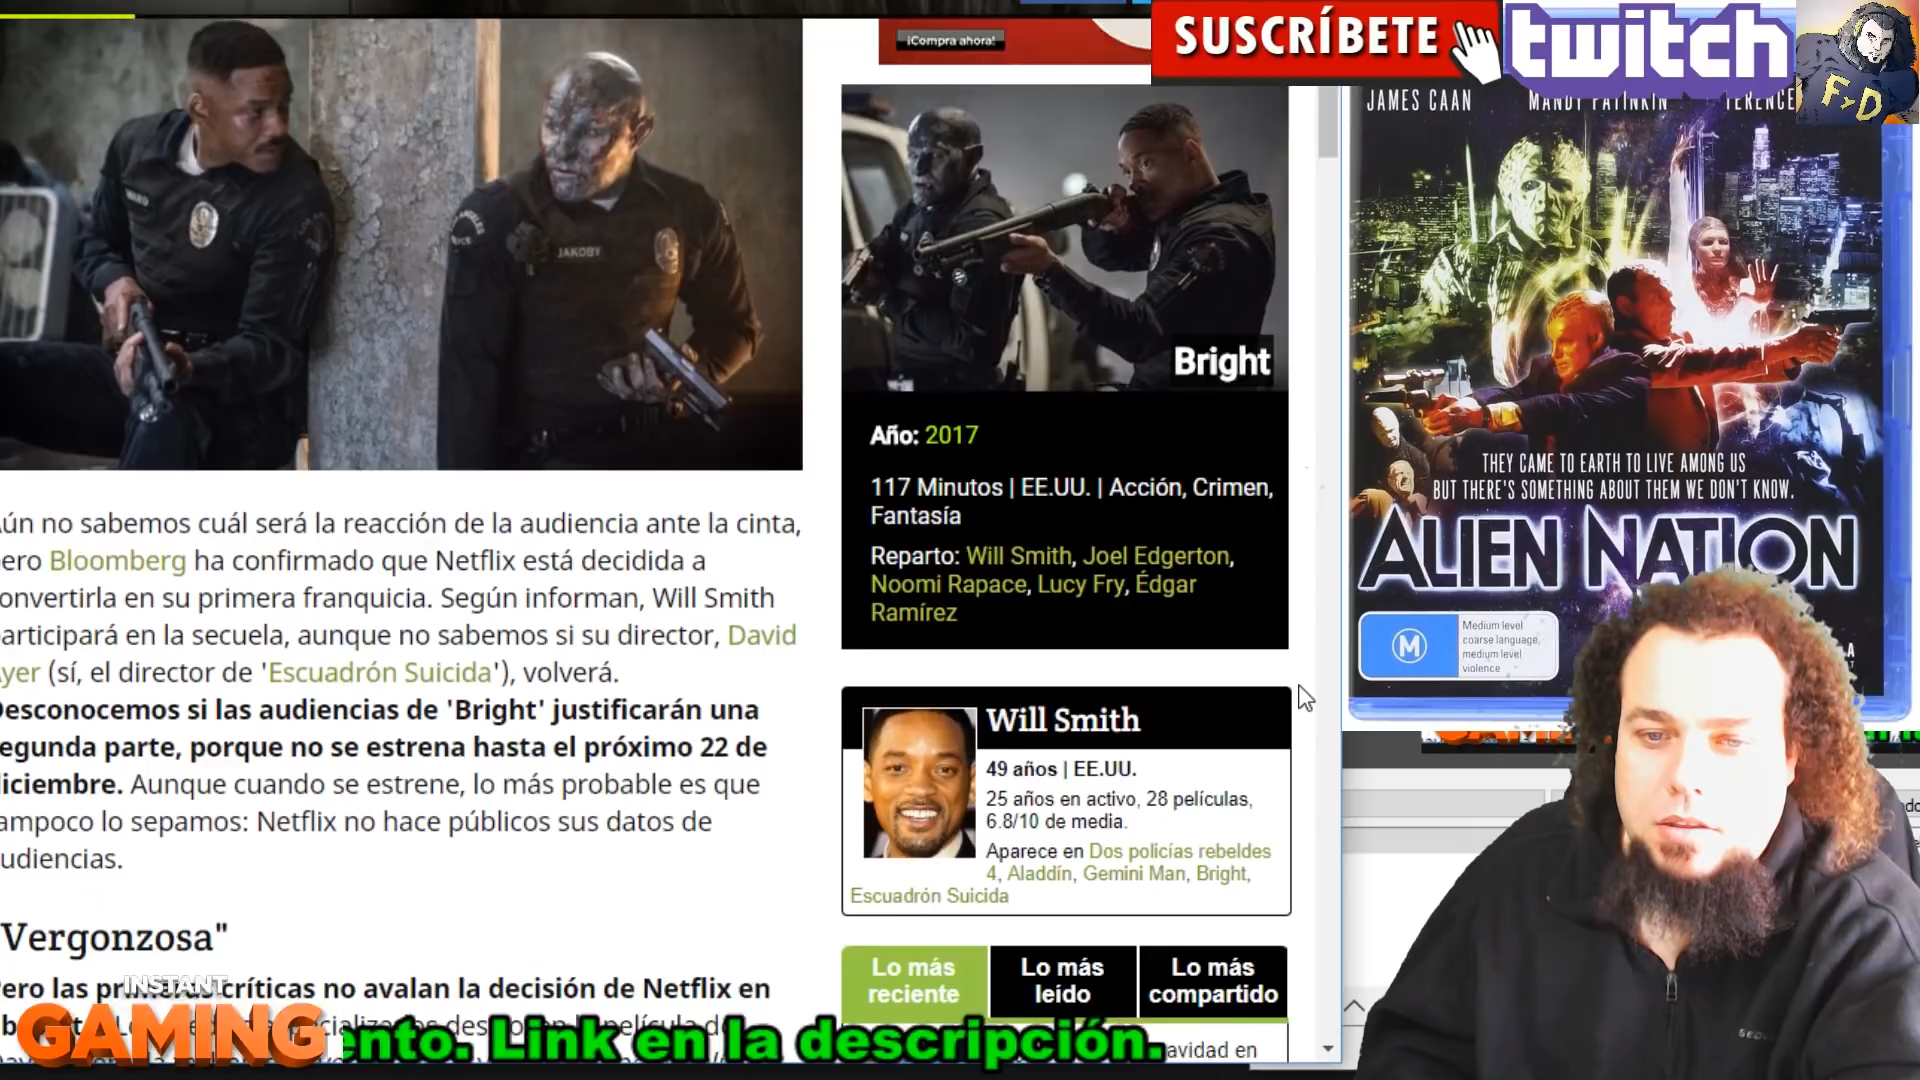 ¡Compra ahora!
SUSCRÍBETE
twitch
FyD
JAMES CAAN MANDY PATINKIN TERENCE
WARD
JAKOBY
Bright
Año: 2017
117 Minutos | EE.UU. | Acción, Crimen,
Fantasía
Reparto: Will Smith, Joel Edgerton,
Noomi Rapace, Lucy Fry, Édgar
Ramírez
THEY CAME TO EARTH TO LIVE AMONG US
BUT THERE'S SOMETHING ABOUT THEM WE DON'T KNOW.
ALIEN NATION
M
Medium level
coarse language,
medium level
violence
ún no sabemos cuál será la reacción de la audiencia ante la cinta,
ero Bloomberg ha confirmado que Netflix está decidida a
onvertirla en su primera franquicia. Según informan, Will Smith
articipará en la secuela, aunque no sabemos si su director, David
yer (sí, el director de 'Escuadrón Suicida'), volverá.
esconocemos si las audiencias de 'Bright' justificarán una
egunda parte, porque no se estrena hasta el próximo 22 de
iciembre. Aunque cuando se estrene, lo más probable es que
ampoco lo sepamos: Netflix no hace públicos sus datos de
udiencias.
Will Smith
49 años | EE.UU.
25 años en activo, 28 películas,
6.8/10 de media.
Aparece en Dos policías rebeldes
4, Aladdín, Gemini Man, Bright,
Escuadrón Suicida
"Vergonzosa"
ero las primeras críticas no avalan la decisión de Netflix en
Lo más
reciente
Lo más
leído
Lo más
compartido
INSTANT
GAMING
ento. Link en la descripción.
avidad en